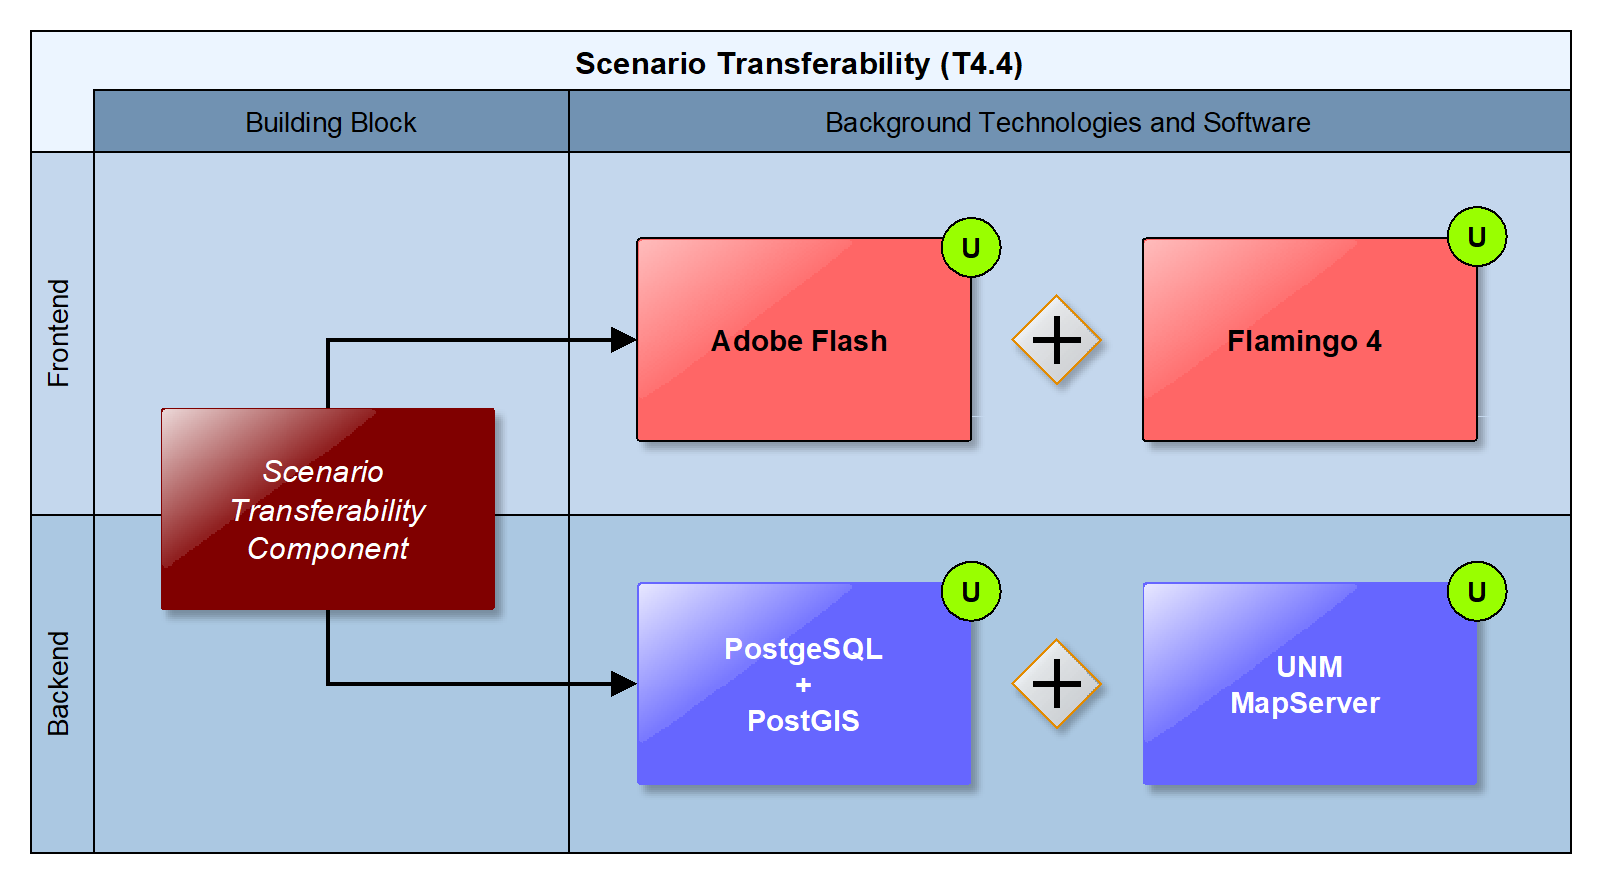 Scenario Transferability (T4.4)
Building Block
Background Technologies and Software
Frontend
U
U
Adobe Flash
Flamingo 4
Scenario
Transferability
Component
Backend
U
U
PostgeSQL
+
PostGIS
UNM
MapServer